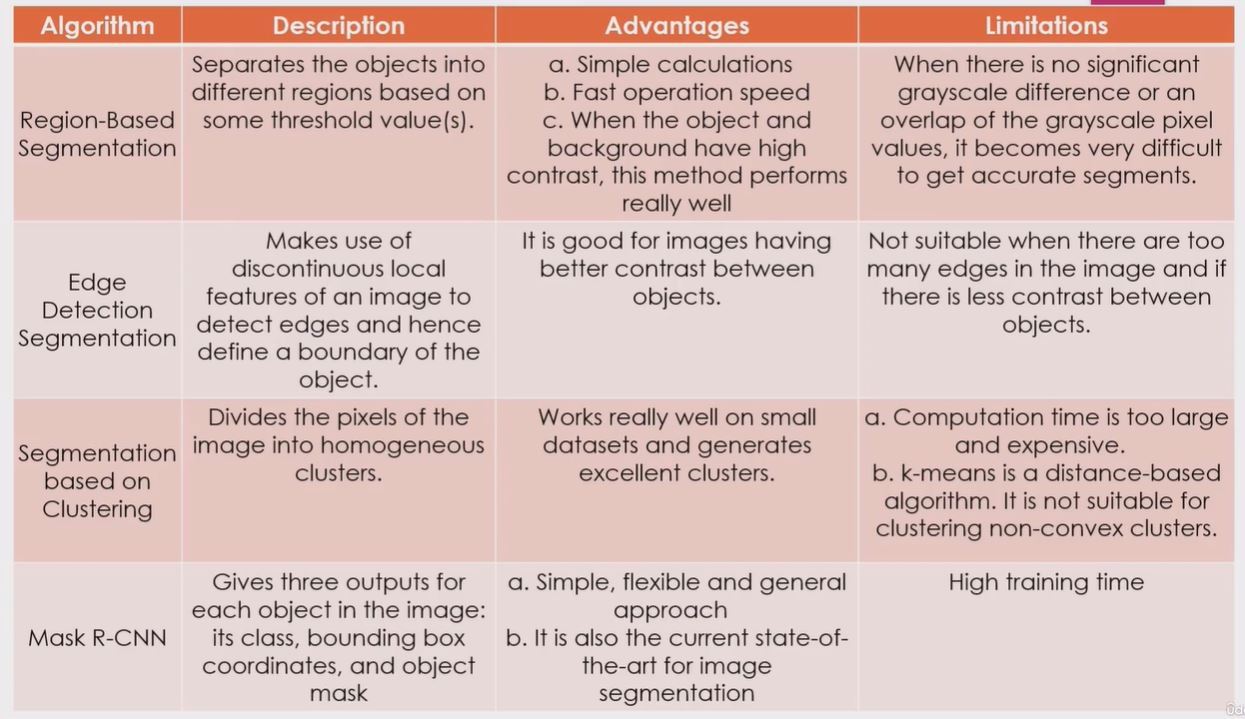 Algorithm
Description
Advantages
Limitations
Region-Based
Segmentation
Separates the objects into
different regions based on
some threshold value(s).
a. Simple calculations
b. Fast operation speed
c. When the object and
background have high
contrast, this method performs
really well
When there is no significant
grayscale difference or an
overlap of the grayscale pixel
values, it becomes very difficult
to get accurate segments.
Edge
Detection
Segmentation
Makes use of
discontinuous local
features of an image to
detect edges and hence
define a boundary of the
object.
It is good for images having
better contrast between
objects.
Not suitable when there are too
many edges in the image and if
there is less contrast between
objects.
Segmentation
based on
Clustering
Divides the pixels of the
image into homogeneous
clusters.
Works really well on small
datasets and generates
excellent clusters.
a. Computation time is too large
and expensive.
b. k-means is a distance-based
algorithm. It is not suitable for
clustering non-convex clusters.
Mask R-CNN
Gives three outputs for
each object in the image:
its class, bounding box
coordinates, and object
mask
a. Simple, flexible and general
approach
b. It is also the current state-of-
the-art for image
segmentation
High training time